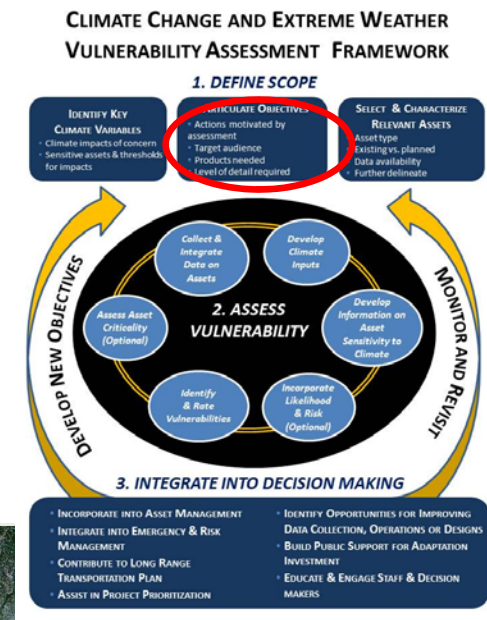 CLIMATE CHANGE AND EXTREME WEATHER
VULNERABILITY ASSESSMENT FRAMEWORK
1. DEFINE SCOPE
IDENTIFY KEY
CLIMATE VARIABLES
• Climate impacts of concern
• Sensitive assets & thresholds
for impacts
ARTICULATE OBJECTIVES
• Actions motivated by
assessment
• Target audience
• Products needed
• Level of detail required
SELECT & CHARACTERIZE
RELEVANT ASSETS
Asset type
Existing vs. planned
Data availability
• Further delineate
DEVELOP NEW OBJECTIVES
MONITOR AND REVISIT
2. ASSESS
VULNERABILITY
Collect &
Integrate
Data on
Assets
Develop
Climate
Inputs
Develop
Information on
Asset
Sensitivity to
Climate
Incorporate
Likelihood
& Risk
(Optional)
Identify
& Rate
Vulnerabilities
Assess Asset
Criticality
(Optional)
3. INTEGRATE INTO DECISION MAKING
• INCORPORATE INTO ASSET MANAGEMENT
• INTEGRATE INTO EMERGENCY & RISK
MANAGEMENT
• CONTRIBUTE TO LONG RANGE
TRANSPORTATION PLAN
• ASSIST IN PROJECT PRIORITIZATION
• IDENTIFY OPPORTUNITIES FOR IMPROVING
DATA COLLECTION, OPERATIONS OR DESIGNS
• BUILD PUBLIC SUPPORT FOR ADAPTATION
INVESTMENT
• EDUCATE & ENGAGE STAFF & DECISION
MAKERS